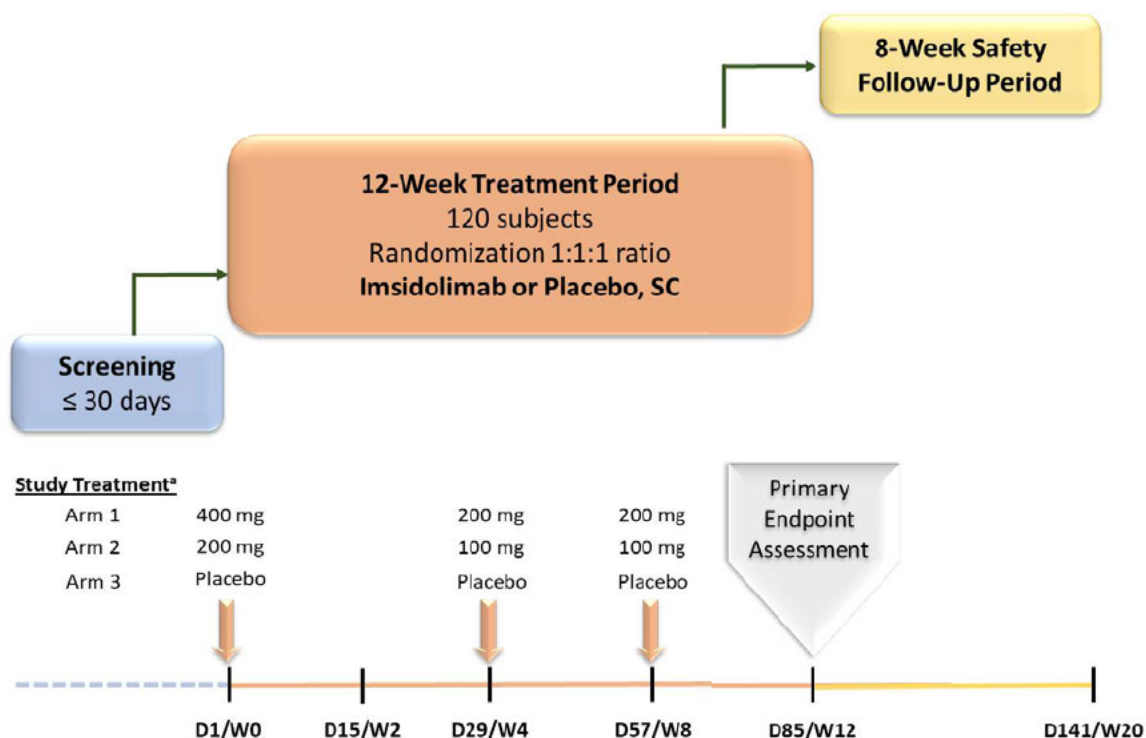 8-Week Safety
Follow-Up Period
12-Week Treatment Period
120 subjects
Randomization 1:1:1 ratio
Imsidolimab or Placebo, SC
Screening
≤ 30 days
Study Treatmentᵃ
Arm 1 400 mg 200 mg 200 mg
Arm 2 200 mg 100 mg 100 mg
Arm 3 Placebo Placebo Placebo
Primary
Endpoint
Assessment
D1/W0 D15/W2 D29/W4 D57/W8 D85/W12 D141/W20